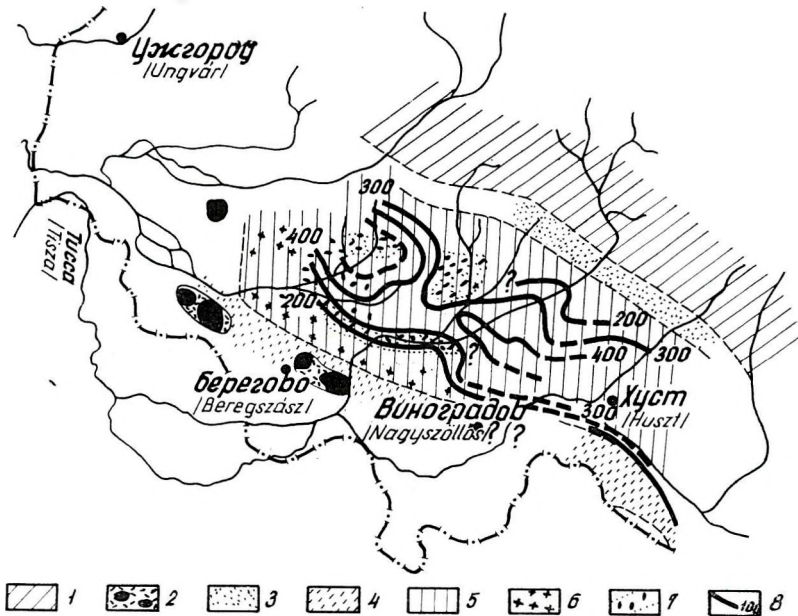 Ужгород
/Ungvár/
300
400
Тисса
Tisza/
200
?
200
400
300
?
Берегово
/Beregszász/
Виноградов
/Nagyszöllős/
? ?
300
Хуст
/Huszt/
1 2 3 4 5 6 7 8